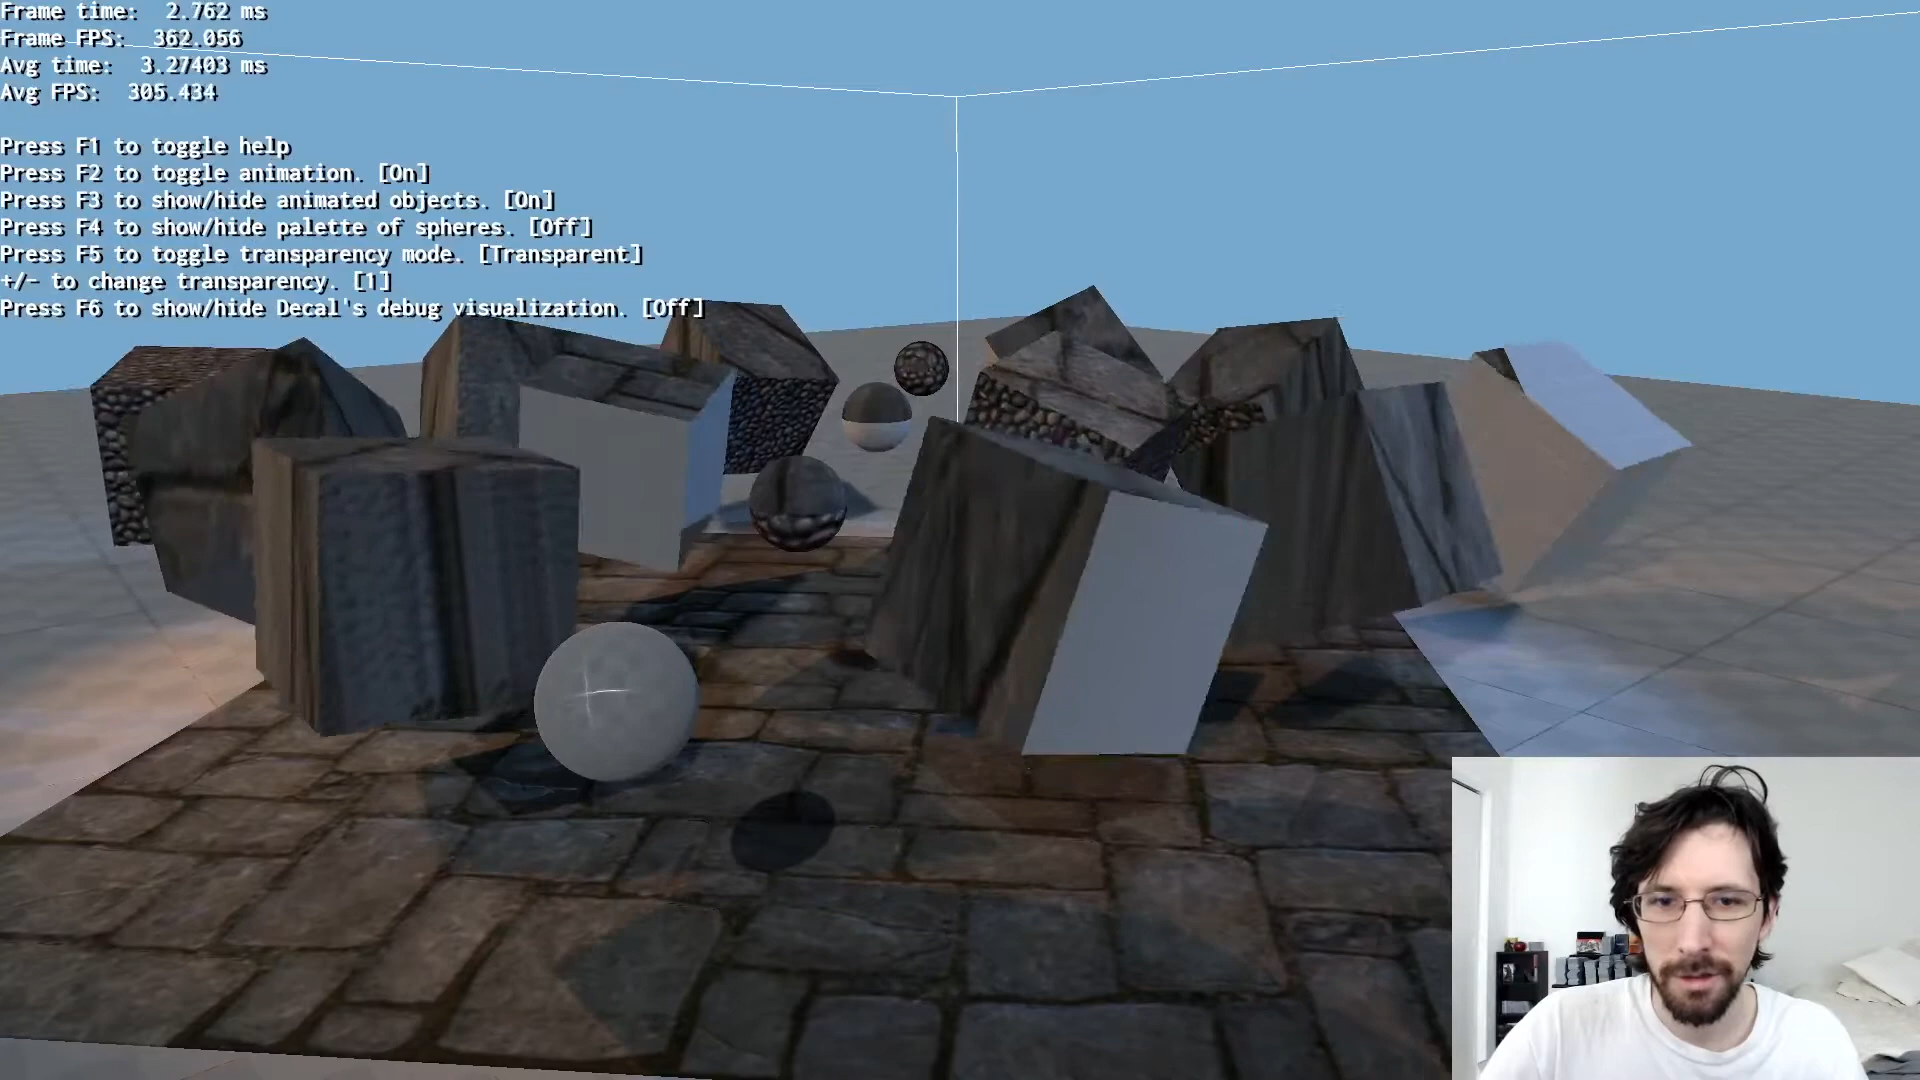 Frame time:  2.762 ms
Frame FPS:  362.056
Avg time:  3.27403 ms
Avg FPS:  305.434
Press F1 to toggle help
Press F2 to toggle animation. [On]
Press F3 to show/hide animated objects. [On]
Press F4 to show/hide palette of spheres. [Off]
Press F5 to toggle transparency mode. [Transparent]
+/- to change transparency. [1]
Press F6 to show/hide Decal's debug visualization. [Off]